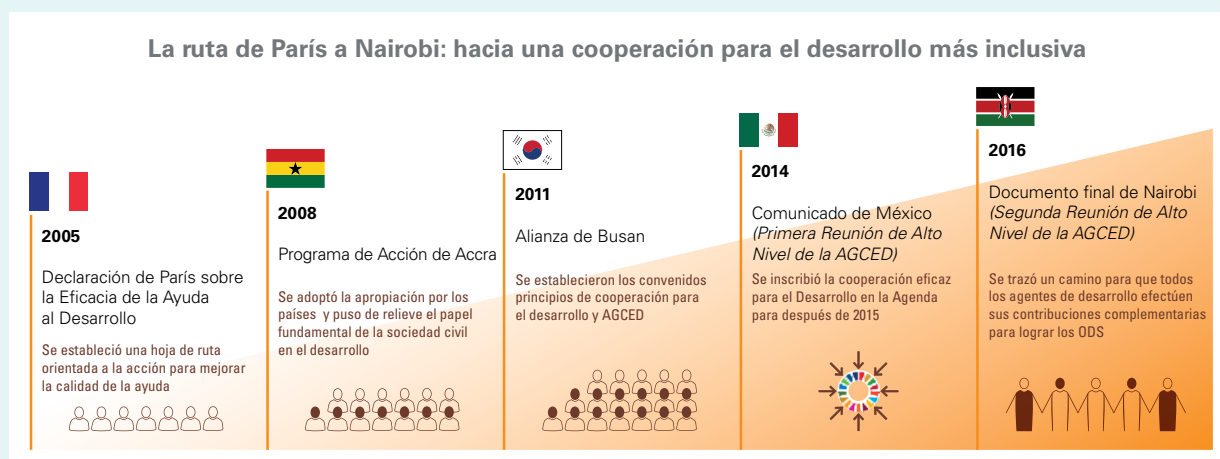 La ruta de París a Nairobi: hacia una cooperación para el desarrollo más inclusiva
2005
Declaración de París sobre
la Eficacia de la Ayuda
al Desarrollo
Se estableció una hoja de ruta
orientada a la acción para mejorar
la calidad de la ayuda
2008
Programa de Acción de Accra
Se adoptó la apropiación por los
países y puso de relieve el papel
fundamental de la sociedad civil
en el desarrollo
2011
Alianza de Busan
Se establecieron los convenidos
principios de cooperación para
el desarrollo y AGCED
2014
Comunicado de México
(Primera Reunión de Alto
Nivel de la AGCED)
Se inscribió la cooperación eficaz
para el Desarrollo en la Agenda
para después de 2015
2016
Documento final de Nairobi
(Segunda Reunión de Alto
Nivel de la AGCED)
Se trazó un camino para que todos
los agentes de desarrollo efectúen
sus contribuciones complementarias
para lograr los ODS